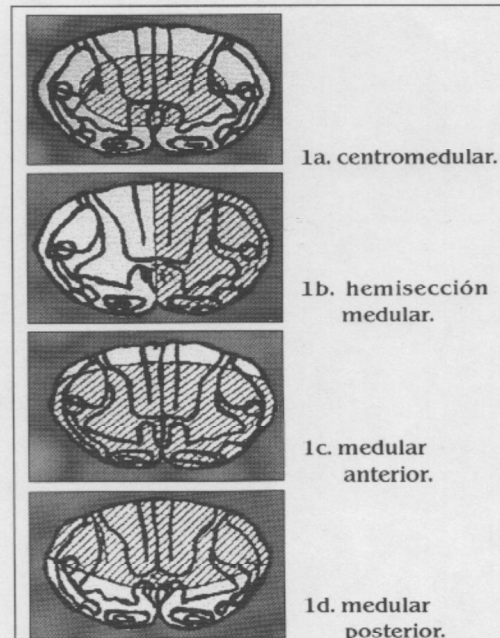 1a. centromedular.
1b. hemisección
medular.
1c. medular
anterior.
1d. medular
posterior.